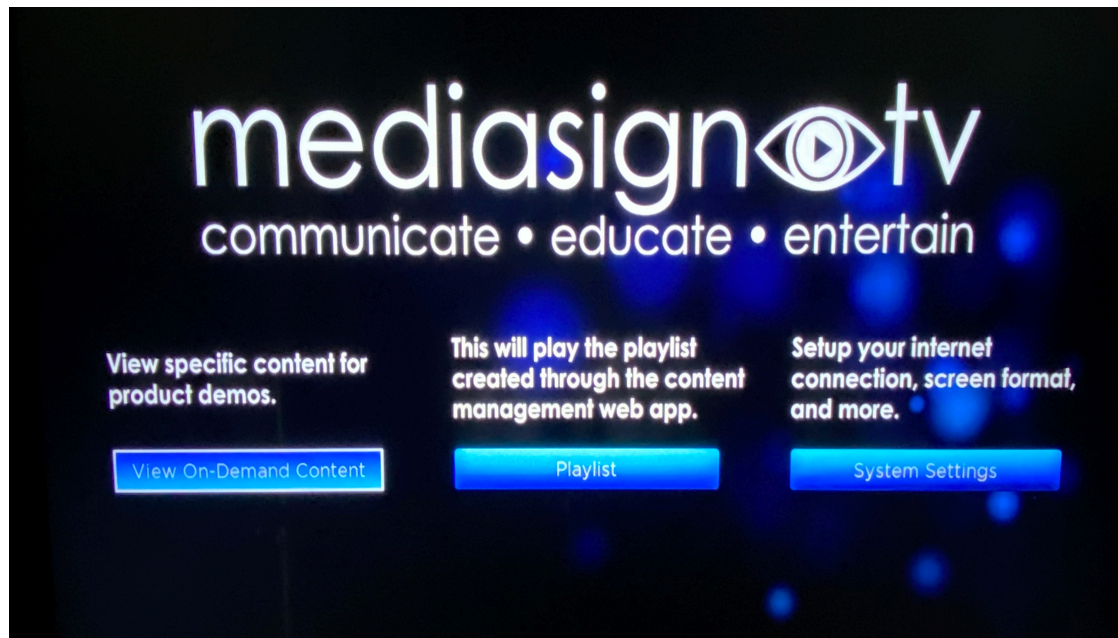 mediasign tv
communicate • educate • entertain
View specific content for
product demos.
View On-Demand Content
This will play the playlist
created through the content
management web app.
Playlist
Setup your internet
connection, screen format,
and more.
System Settings